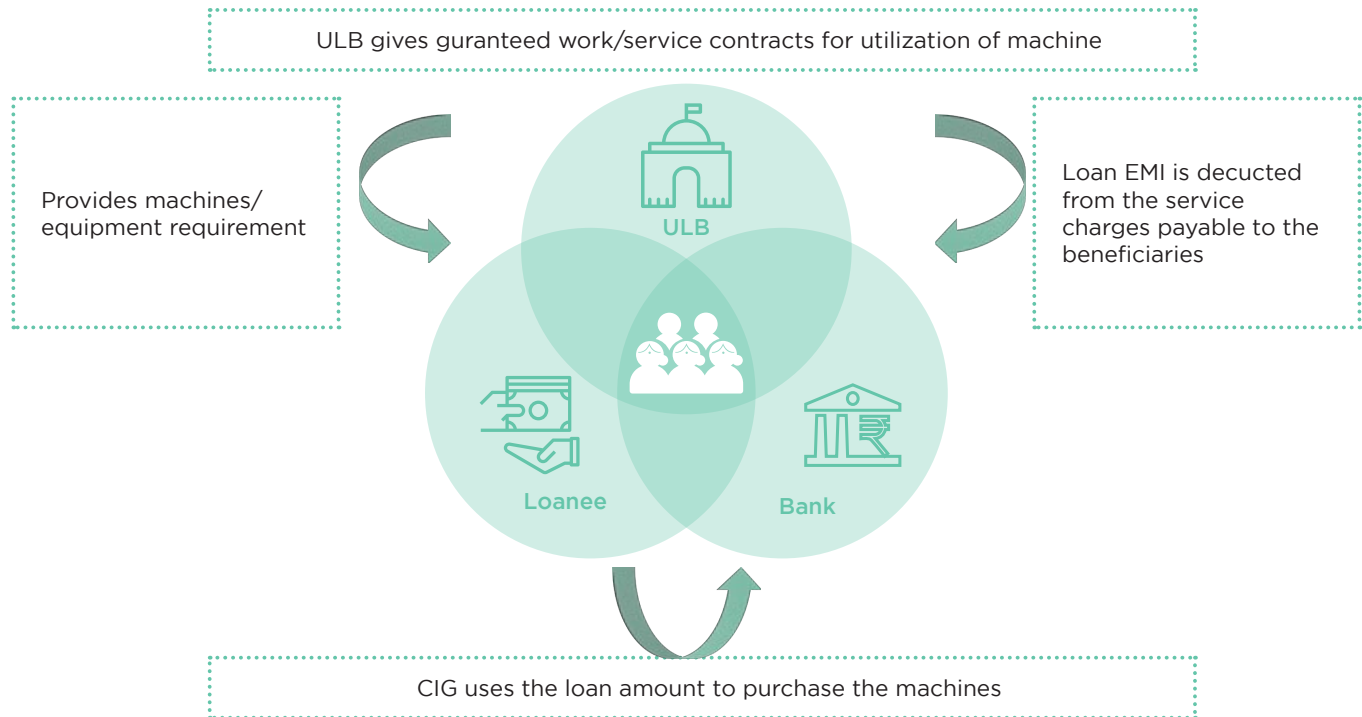 ULB gives guranteed work/service contracts for utilization of machine
Provides machines/
equipment requirement
Loan EMI is decucted
from the service
charges payable to the
beneficiaries
ULB
Loanee
Bank
CIG uses the loan amount to purchase the machines